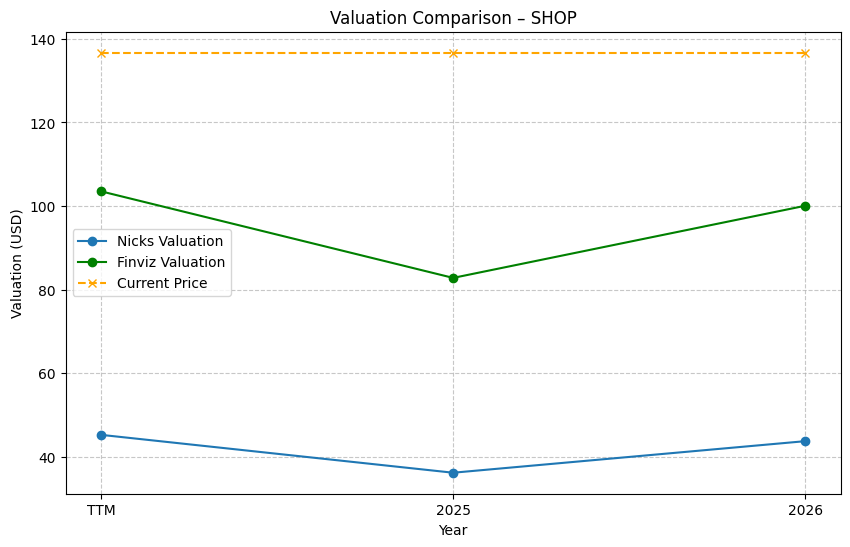 Valuation Comparison – SHOP
Valuation (USD)
140
120
100
80
60
40
Nicks Valuation
Finviz Valuation
Current Price
TTM
2025
2026
Year